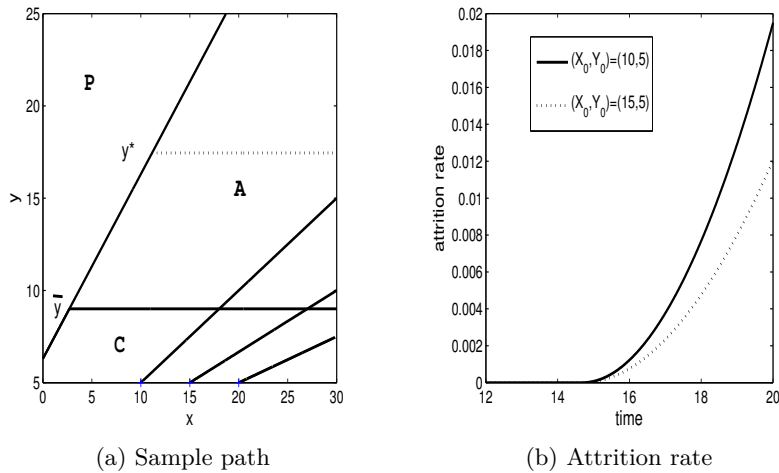 25
20
15
10
5
y
P
y*
A
y̅
C
0 5 10 15 20 25 30
x
(a) Sample path
0.02
0.018
0.016
0.014
0.012
0.01
0.008
0.006
0.004
0.002
0
attrition rate
(X0,Y0)=(10,5)
(X0,Y0)=(15,5)
12 14 16 18 20
time
(b) Attrition rate